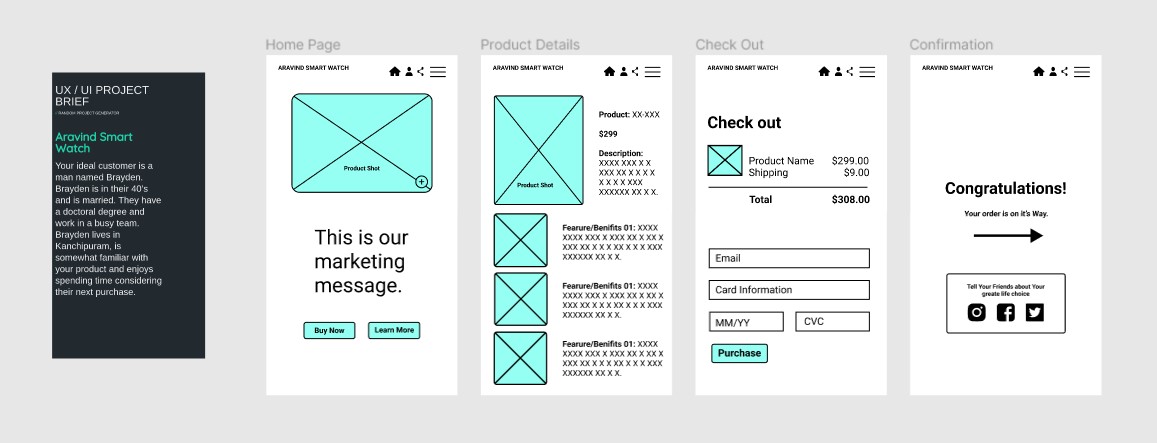 UX / UI PROJECT
BRIEF
/ RANDOM PROJECT GENERATOR
Aravind Smart
Watch
Your ideal customer is a
man named Brayden.
Brayden is in their 40's
and is married. They have
a doctoral degree and
work in a busy team.
Brayden lives in
Kanchipuram, is
somewhat familiar with
your product and enjoys
spending time considering
their next purchase.
Home Page
ARAVIND SMART WATCH
Product Shot
This is our
marketing
message.
Buy Now
Learn More
Product Details
ARAVIND SMART WATCH
Product Shot
Product: XX-XXX
$299
Description:
XXXX XXX X X
XXX XX X X X X
X X X X XXX
XXXXXX XX X X.
Fearure/Benifits 01: XXXX
XXXX XXX X XXX XX X XX X
XXX XX X X X XX X X X XXX
XXXXXX XX X X.
Fearure/Benifits 01: XXXX
XXXX XXX X XXX XX X XX X
XXX XX X X X XX X X X XXX
XXXXXX XX X X.
Fearure/Benifits 01: XXXX
XXXX XXX X XXX XX X XX X
XXX XX X X X XX X X X XXX
XXXXXX XX X X.
Check Out
ARAVIND SMART WATCH
Check out
Product Name $299.00
Shipping $9.00
Total $308.00
Email
Card Information
MM/YY
CVC
Purchase
Confirmation
ARAVIND SMART WATCH
Congratulations!
Your order is on it's Way.
Tell Your Friends about Your
greate life choice